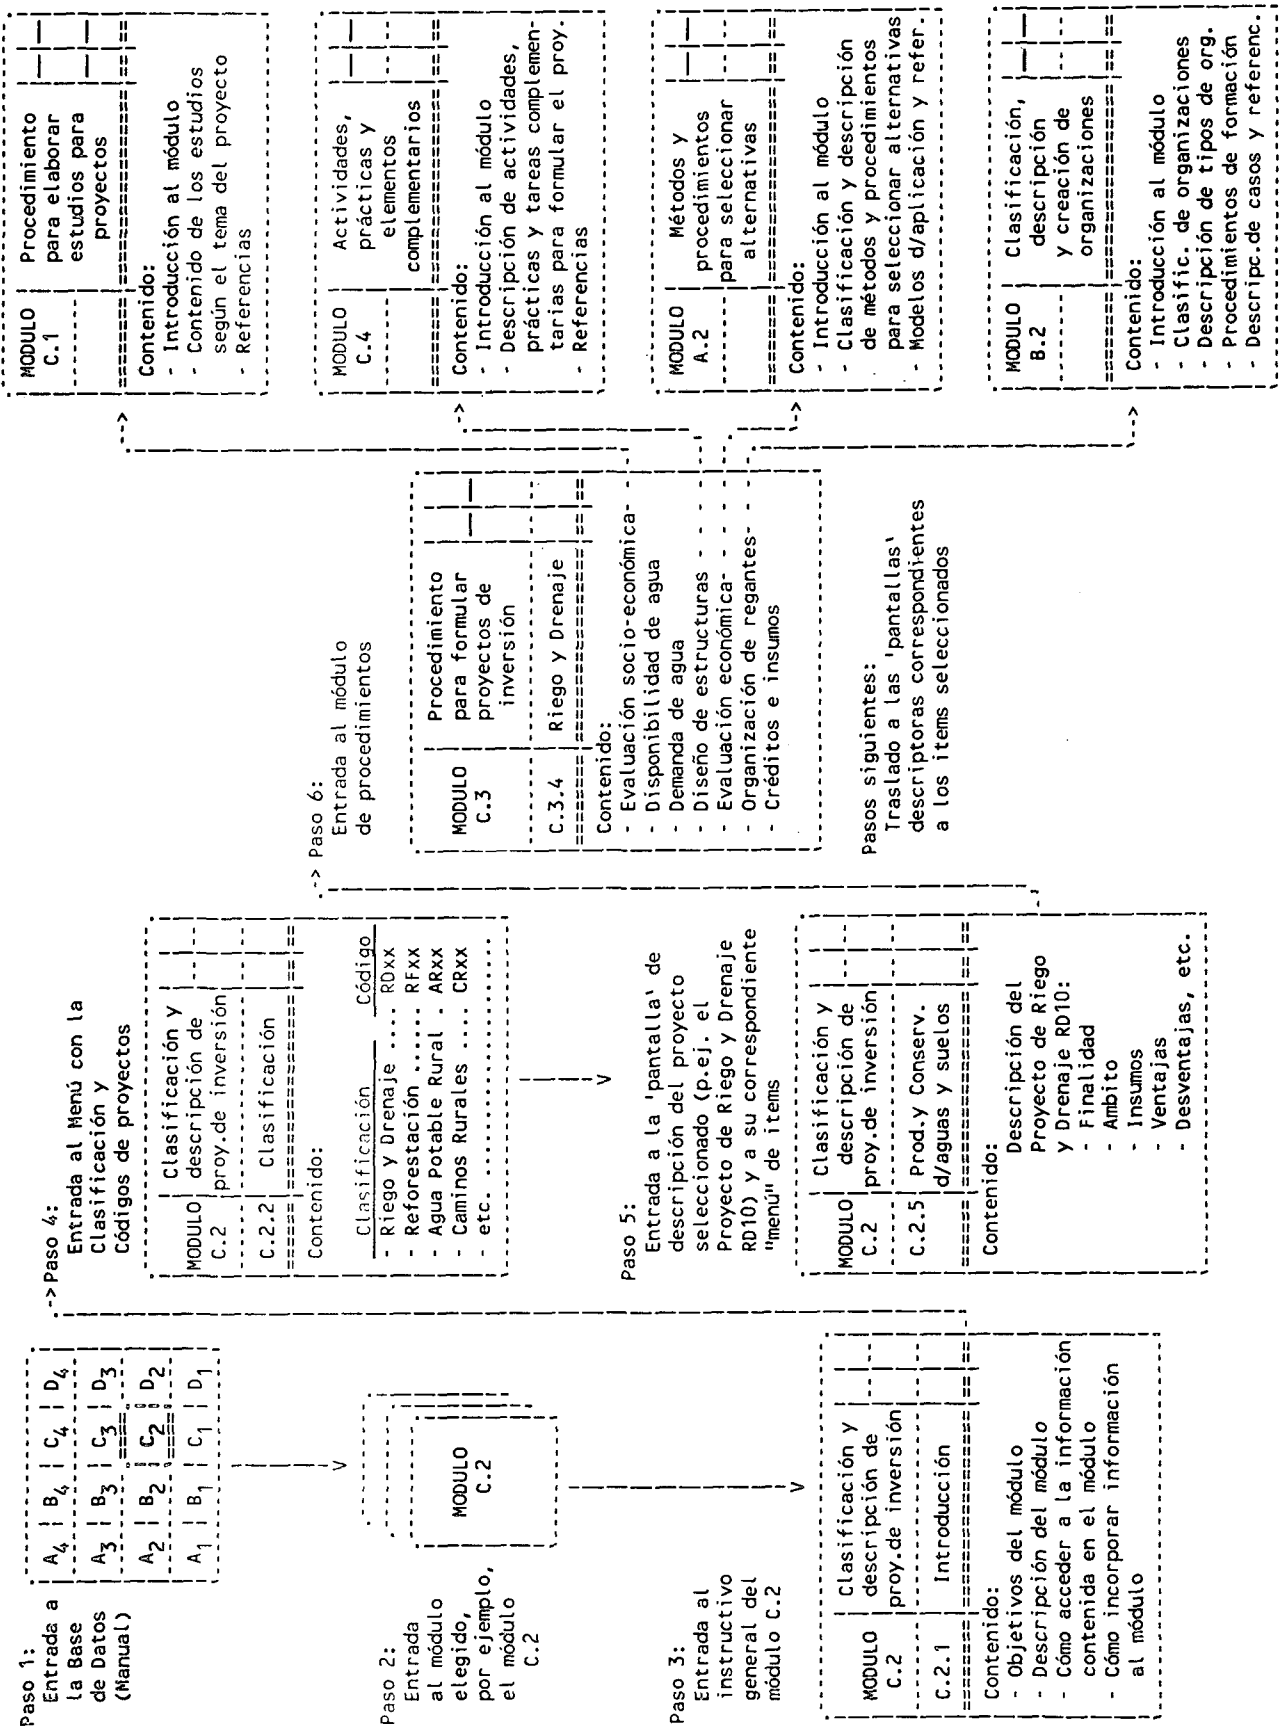 Paso 1:
Entrada a
la Base
de Datos
(Manual)
A4 | B4 | C4 | D4
A3 | B3 | C3 | D3
A2 | B2 | C2 | D2
A1 | B1 | C1 | D1
Paso 2:
Entrada
al módulo
elegido,
por ejemplo,
el módulo
C.2
MODULO
C.2
Paso 3:
Entrada al
instructivo
general del
módulo C.2
MODULO
C.2
Clasificación y
descripción de
proy.de inversión
C.2.1
Introducción
Contenido:
- Objetivos del módulo
- Descripción del módulo
- Cómo acceder a la información
contenida en el módulo
- Cómo incorporar información
al módulo
.-> Paso 4:
Entrada al Menú con la
Clasificación y
Códigos de proyectos
MODULO
C.2
Clasificación y
descripción de
proy.de inversión
C.2.2
Clasificación
Contenido:
Clasificación Código
- Riego y Drenaje .... RDxx
- Reforestación ..... RFxx
- Agua Potable Rural . ARxx
- Caminos Rurales .... CRxx
- etc. ......................
Paso 5:
Entrada a la 'pantalla' de
descripción del proyecto
seleccionado (p.ej. el
Proyecto de Riego y Drenaje
RD10) y a su correspondiente
"menú" de items
MODULO
C.2
Clasificación y
descripción de
proy.de inversión
C.2.5
Prod.y Conserv.
d/aguas y suelos
Contenido:
Descripción del
Proyecto de Riego
y Drenaje RD10:
- Finalidad
- Ambito
- Insumos
- Ventajas
- Desventajas, etc.
.-> Paso 6:
Entrada al módulo
de procedimientos
MODULO
C.3
Procedimiento
para formular
proyectos de
inversión
C.3.4
Riego y Drenaje
Contenido:
- Evaluación socio-económica- -
- Disponibilidad de agua
- Demanda de agua
- Diseño de estructuras - - - -
- Evaluación económica- - - - -
- Organización de regantes- - -
- Créditos e insumos
Pasos siguientes:
Traslado a las 'pantallas'
descriptoras correspondientes
a los items seleccionados
MODULO
C.1
Procedimiento
para elaborar
estudios para
proyectos
Contenido:
- Introducción al módulo
- Contenido de los estudios
según el tema del proyecto
- Referencias
MODULO
C.4
Actividades,
prácticas y
elementos
complementarios
Contenido:
- Introducción al módulo
- Descripción de actividades,
prácticas y tareas complemen-
tarias para formular el proy.
- Referencias
MODULO
A.2
Métodos y
procedimientos
para seleccionar
alternativas
Contenido:
- Introducción al módulo
- Clasificación y descripción
de métodos y procedimientos
para seleccionar alternativas
- Modelos d/aplicación y refer.
MODULO
B.2
Clasificación,
descripción
y creación de
organizaciones
Contenido:
- Introducción al módulo
- Clasific. de organizaciones
- Descripción de tipos de org.
- Procedimientos de formación
- Descripc.de casos y referenc.